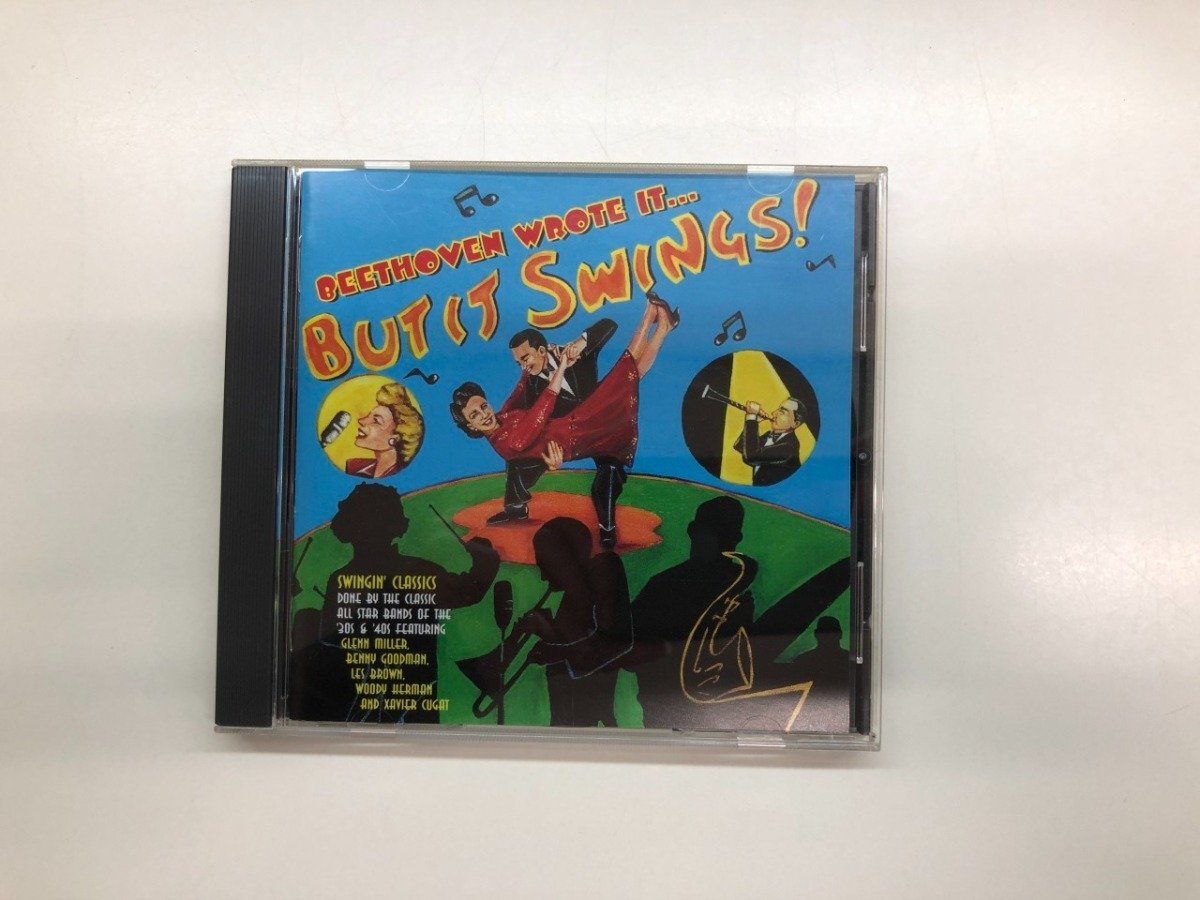 BEETHOVEN WROTE IT...
BUT IT SWINGS!
SWINGIN' CLASSICS
DONE BY THE CLASSIC
ALL STAR BANDS OF THE
'30S & '40S FEATURING
GLENN MILLER,
BENNY GOODMAN,
LES BROWN,
WOODY HERMAN
AND XAVIER CUGAT